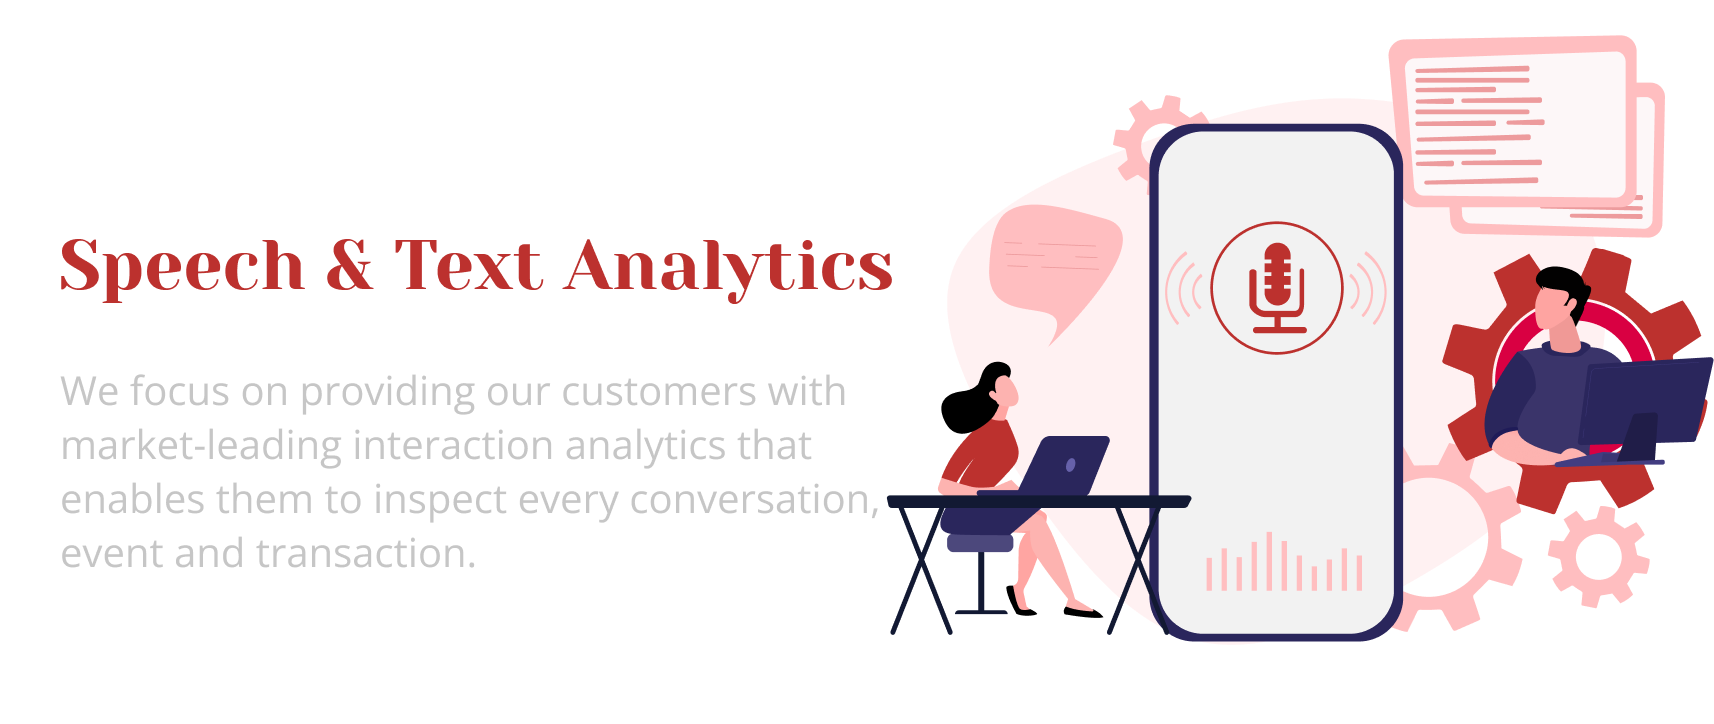 Speech & Text Analytics
We focus on providing our customers with
market-leading interaction analytics that
enables them to inspect every conversation,
event and transaction.